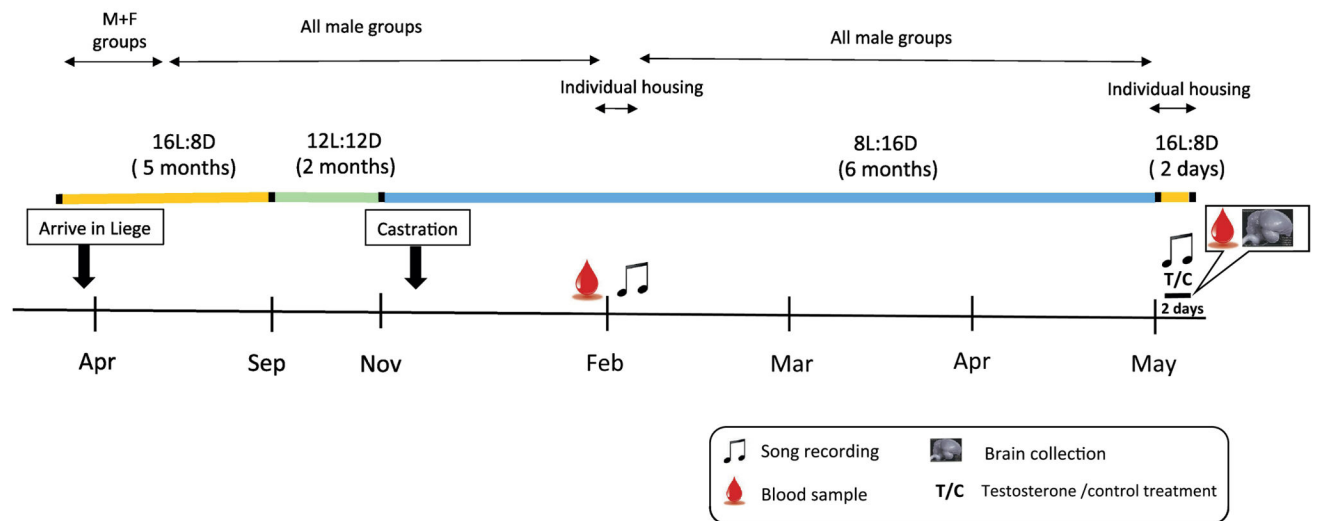 M+F
groups
All male groups
All male groups
Individual housing
Individual housing
16L:8D
( 5 months)
12L:12D
(2 months)
8L:16D
(6 months)
16L:8D
( 2 days)
Arrive in Liege
Castration
T/C
2 days
Apr
Sep
Nov
Feb
Mar
Apr
May
Song recording
Brain collection
Blood sample
T/C Testosterone /control treatment